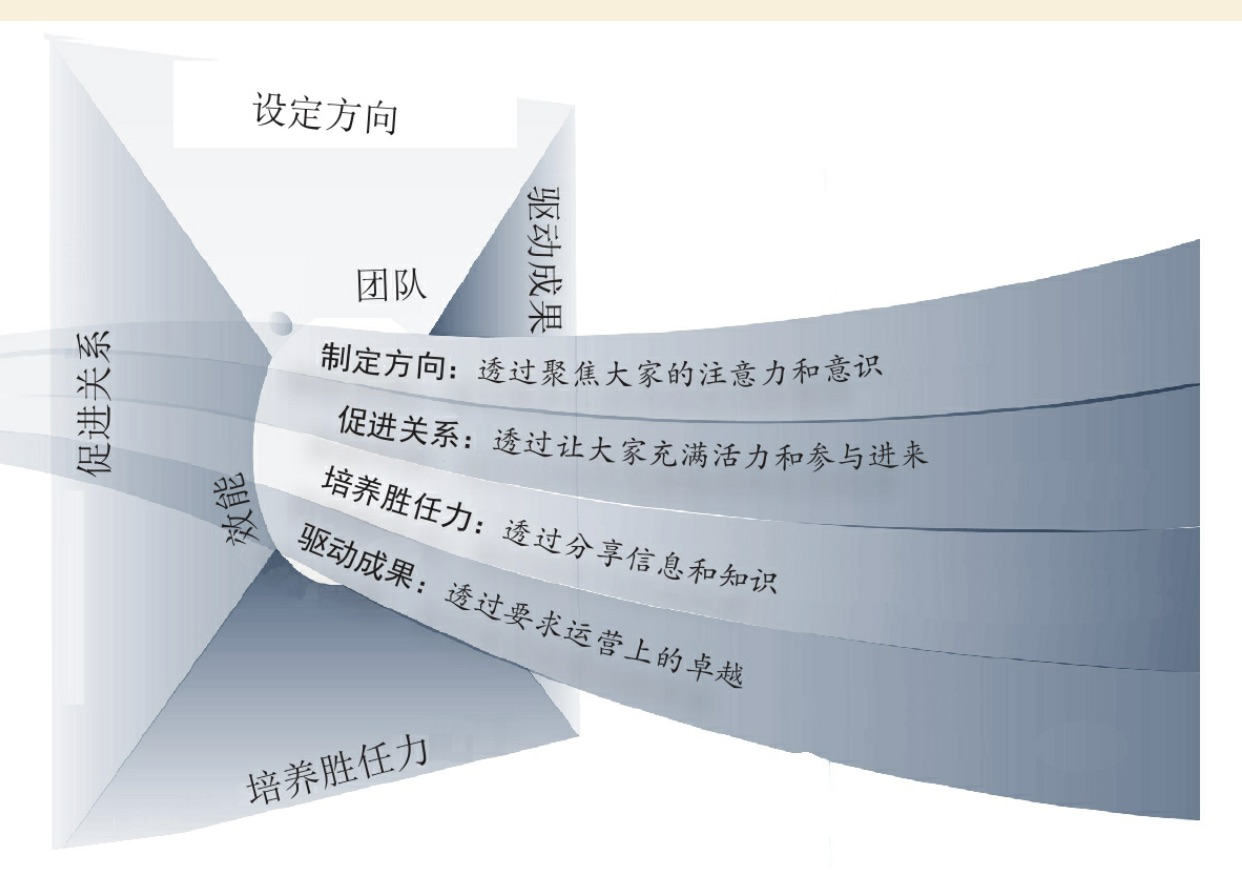 设定方向
驱动成果
团队
促进关系
效能
制定方向：透过聚焦大家的注意力和意识
促进关系：透过让大家充满活力和参与进来
培养胜任力：透过分享信息和知识
驱动成果：透过要求运营上的卓越
培养胜任力